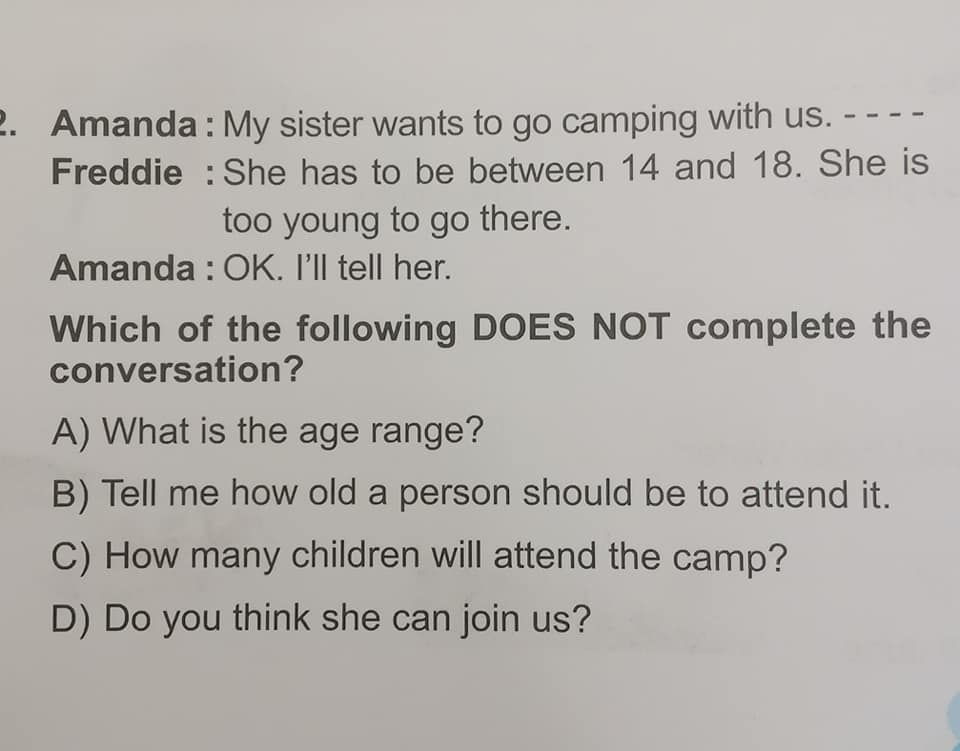 2. Amanda : My sister wants to go camping with us. - - - -
Freddie : She has to be between 14 and 18. She is
too young to go there.
Amanda : OK. I'll tell her.
Which of the following DOES NOT complete the
conversation?
A) What is the age range?
B) Tell me how old a person should be to attend it.
C) How many children will attend the camp?
D) Do you think she can join us?